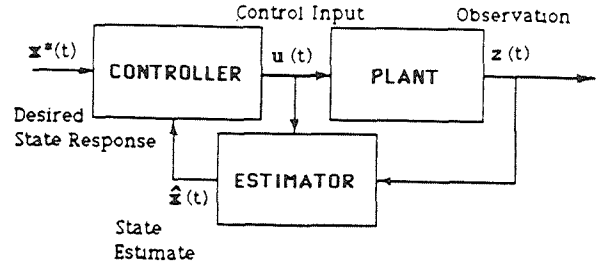 Control Input
Observation
x*(t)
CONTROLLER
u(t)
PLANT
z(t)
Desired
State Response
ESTIMATOR
x̂(t)
State
Estimate